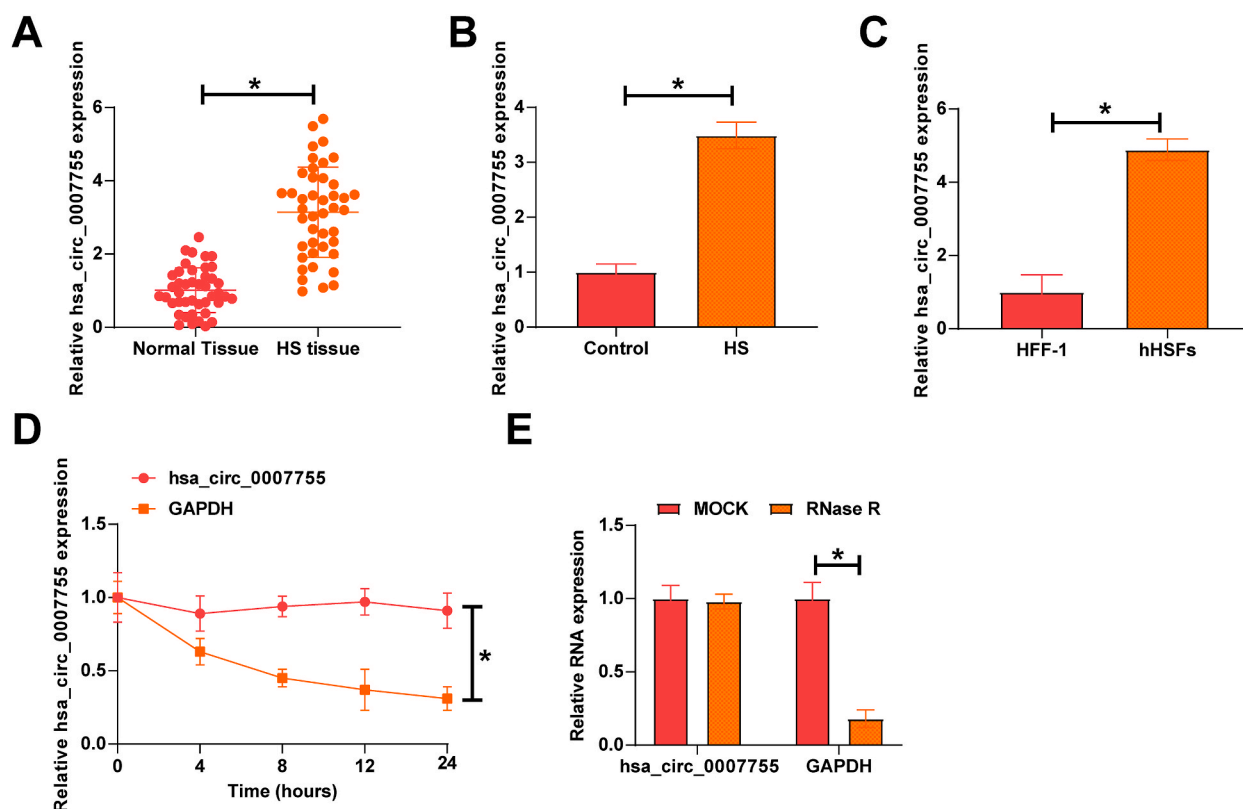 A
Relative hsa_circ_0007755 expression
*
6
4
2
0
Normal Tissue
HS tissue
B
Relative hsa_circ_0007755 expression
*
4
3
2
1
0
Control
HS
C
Relative hsa_circ_0007755 expression
*
6
4
2
0
HFF-1
hHSFs
D
Relative hsa_circ_0007755 expression
hsa_circ_0007755
GAPDH
1.5
1.0
0.5
0.0
*
0
4
8
12
24
Time (hours)
E
Relative RNA expression
MOCK
RNase R
1.5
1.0
0.5
0.0
*
hsa_circ_0007755
GAPDH